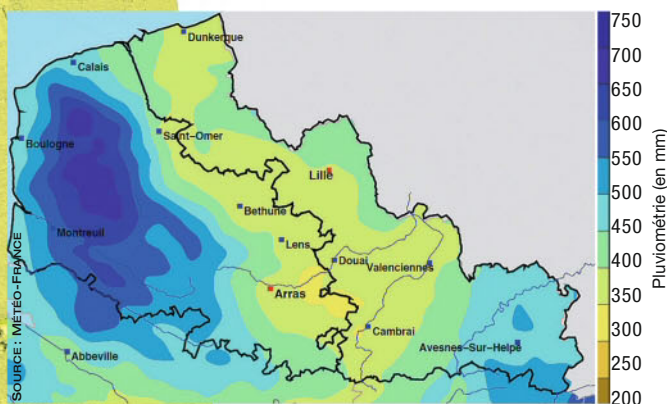 Dunkerque
Calais
Boulogne
Saint-Omer
Lille
Bethune
Montreuil
Lens
Douai
Valenciennes
Arras
Cambrai
Avesnes-Sur-Helpe
Abbeville
SOURCE : MÉTÉO-FRANCE
750
700
650
600
550
500
450
400
350
300
250
200
Pluviométrie (en mm)